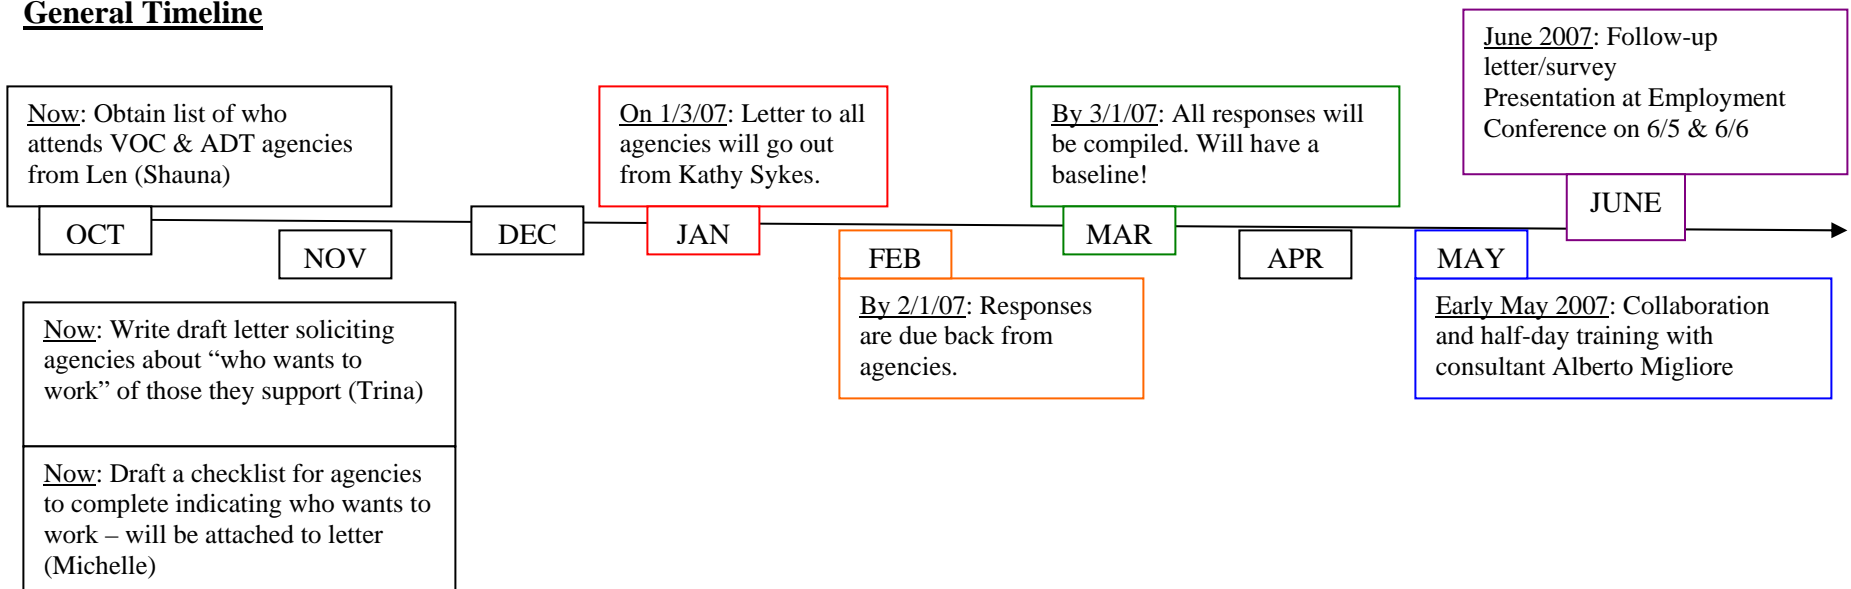 General Timeline
June 2007: Follow-up
letter/survey
Presentation at Employment
Conference on 6/5 & 6/6
Now: Obtain list of who
attends VOC & ADT agencies
from Len (Shauna)
On 1/3/07: Letter to all
agencies will go out
from Kathy Sykes.
By 3/1/07: All responses will
be compiled. Will have a
baseline!
OCT
NOV
DEC
JAN
FEB
MAR
APR
MAY
JUNE
Now: Write draft letter soliciting
agencies about “who wants to
work” of those they support (Trina)
By 2/1/07: Responses
are due back from
agencies.
Early May 2007: Collaboration
and half-day training with
consultant Alberto Migliore
Now: Draft a checklist for agencies
to complete indicating who wants to
work – will be attached to letter
(Michelle)